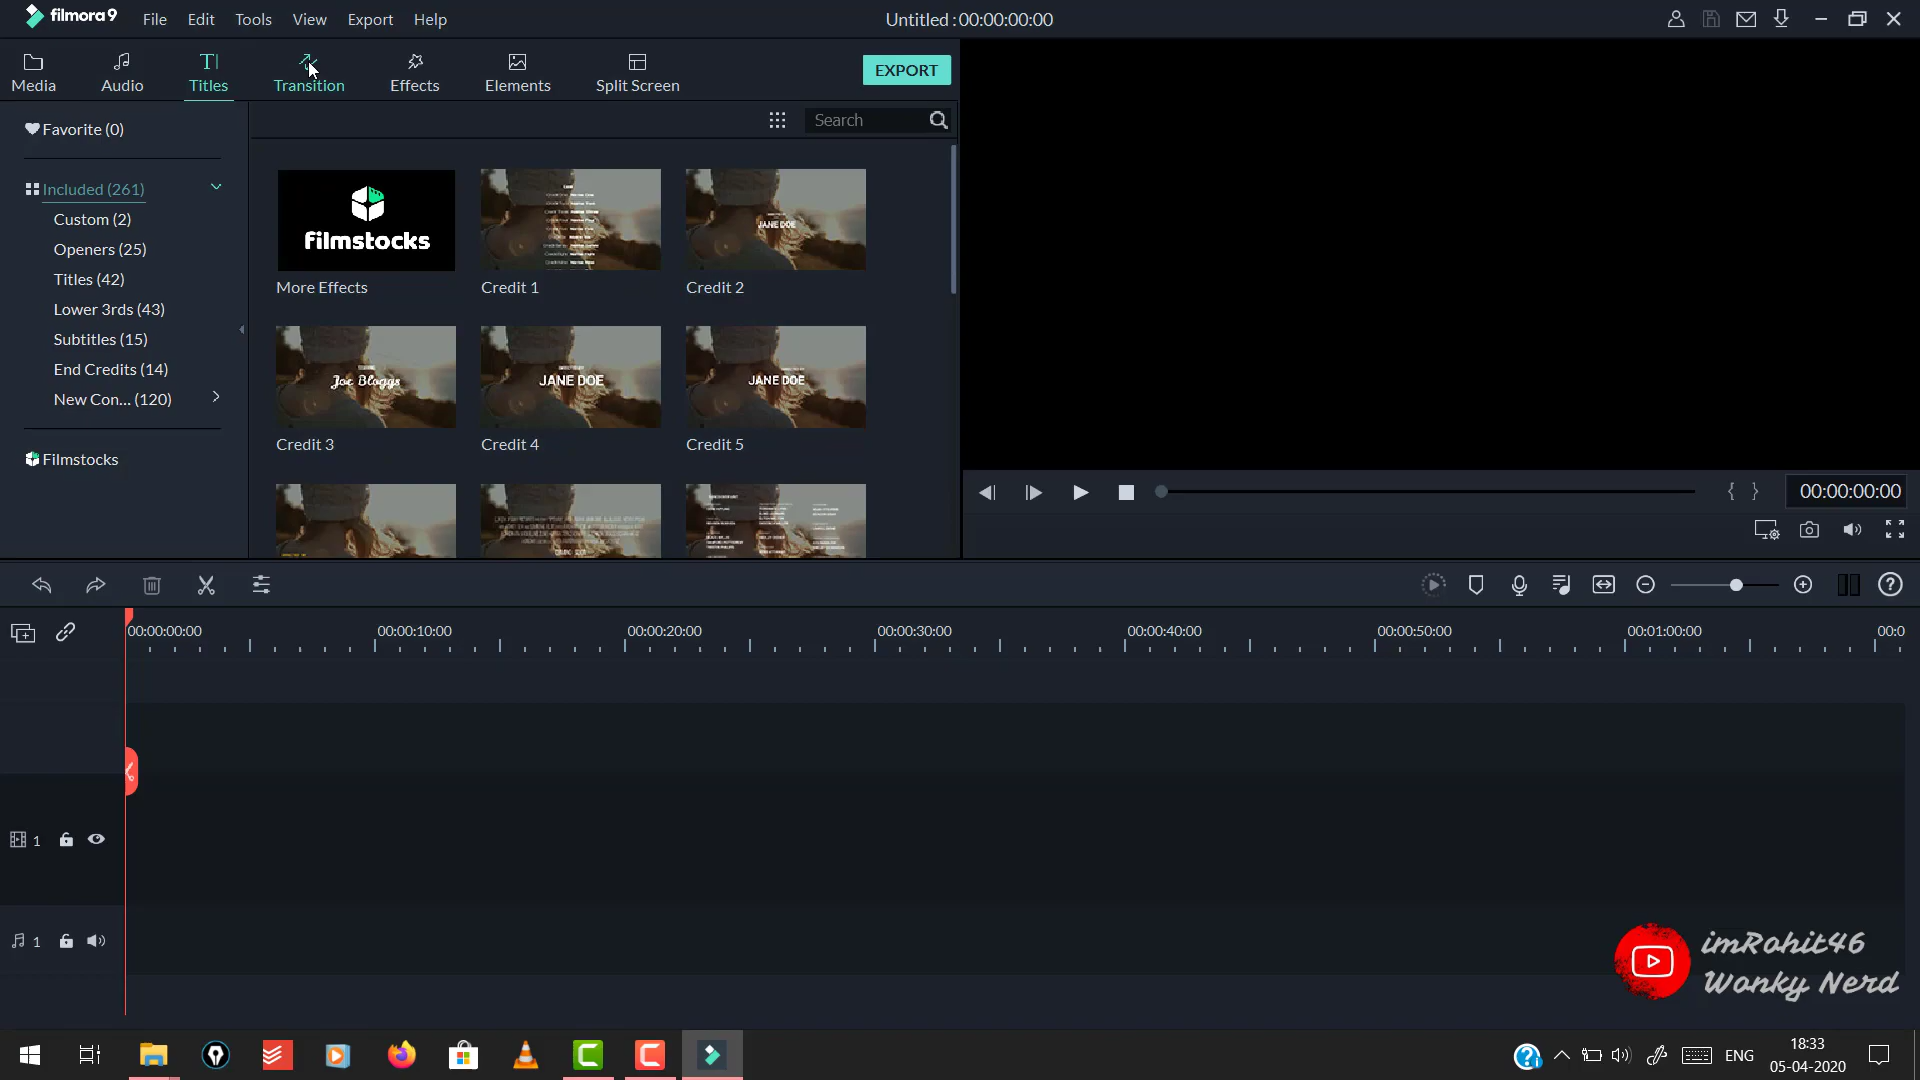 filmora9 File Edit Tools View Export Help Untitled : 00:00:00:00
Media Audio Titles Transition Effects Elements Split Screen EXPORT
Favorite (0)
Search
Included (261)
Custom (2)
Openers (25)
Titles (42)
Lower 3rds (43)
Subtitles (15)
End Credits (14)
New Con... (120)
Filmstocks
filmstocks
JANE DOE
More Effects Credit 1 Credit 2
Joe Bloggs JANE DOE JANE DOE
Credit 3 Credit 4 Credit 5
COMING SOON
{ } 00:00:00:00
00:00:00:00 00:00:10:00 00:00:20:00 00:00:30:00 00:00:40:00 00:00:50:00 00:01:00:00 00:0
1
1
imRohit46
Wonky Nerd
ENG
18:33
05-04-2020